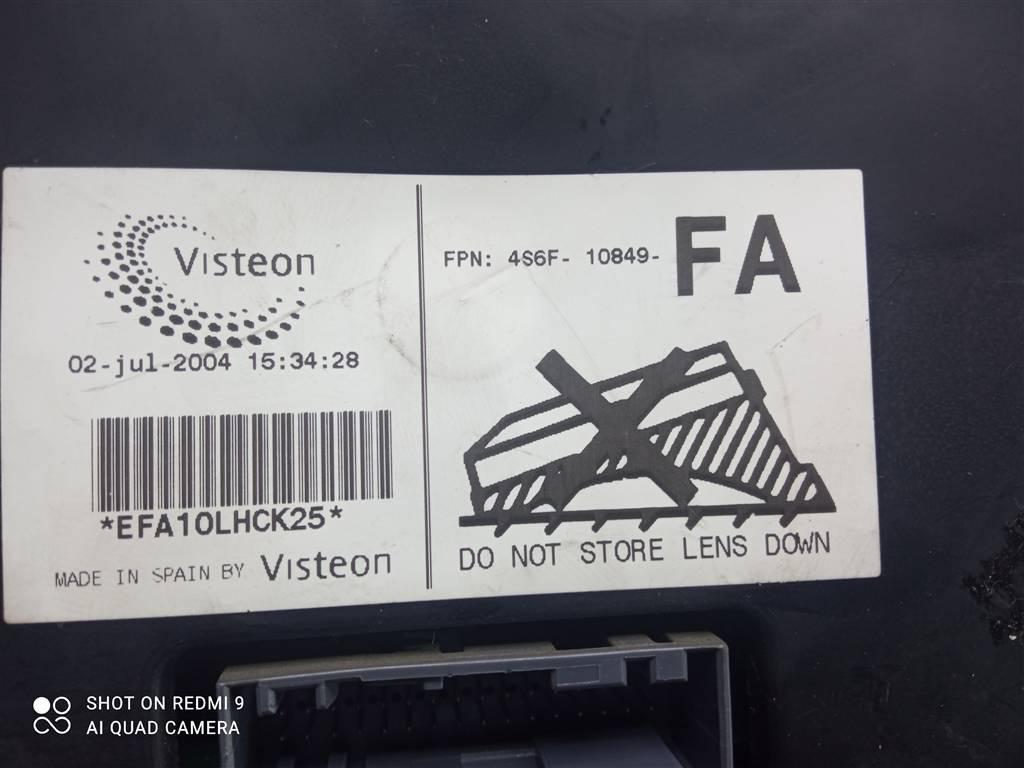 Visteon
02-jul-2004 15:34:28
*EFA10LHCK25*
MADE IN SPAIN BY Visteon
FPN: 4S6F- 10849- FA
DO NOT STORE LENS DOWN
SHOT ON REDMI 9
AI QUAD CAMERA